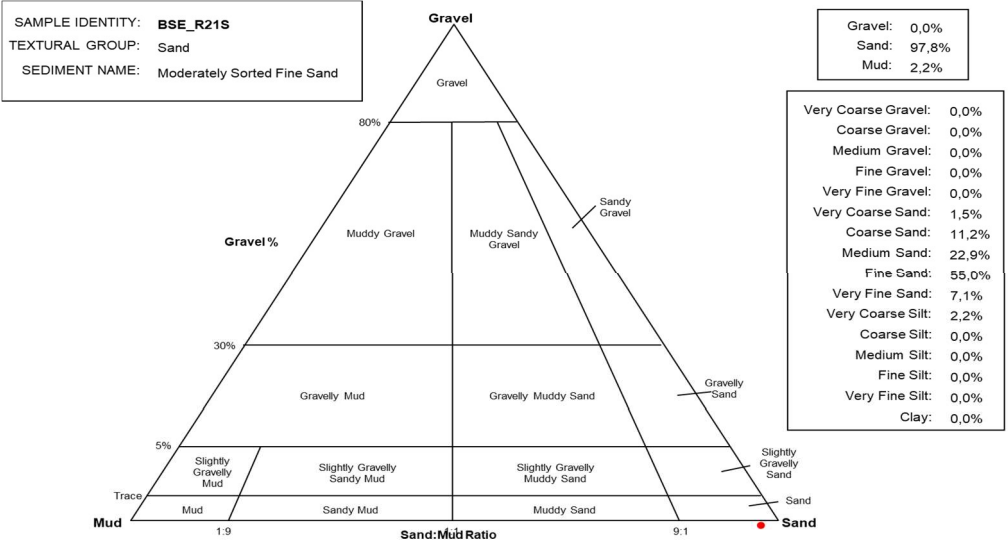 SAMPLE IDENTITY: BSE_R21S
TEXTURAL GROUP: Sand
SEDIMENT NAME: Moderately Sorted Fine Sand
Gravel
Gravel: 0,0%
Sand: 97,8%
Mud: 2,2%
Gravel
80%
Very Coarse Gravel: 0,0%
Coarse Gravel: 0,0%
Medium Gravel: 0,0%
Fine Gravel: 0,0%
Very Fine Gravel: 0,0%
Very Coarse Sand: 1,5%
Coarse Sand: 11,2%
Medium Sand: 22,9%
Fine Sand: 55,0%
Very Fine Sand: 7,1%
Very Coarse Silt: 2,2%
Coarse Silt: 0,0%
Medium Silt: 0,0%
Fine Silt: 0,0%
Very Fine Silt: 0,0%
Clay: 0,0%
Sandy
Gravel
Muddy Gravel
Muddy Sandy
Gravel
Gravel %
30%
Gravelly Mud
Gravelly Muddy Sand
Gravelly
Sand
5%
Slightly
Gravelly
Mud
Slightly Gravelly
Sandy Mud
Slightly Gravelly
Muddy Sand
Slightly
Gravelly
Sand
Trace
Mud
Sandy Mud
Muddy Sand
Sand
Mud
Sand
1:9
9:1
Sand:Mud Ratio